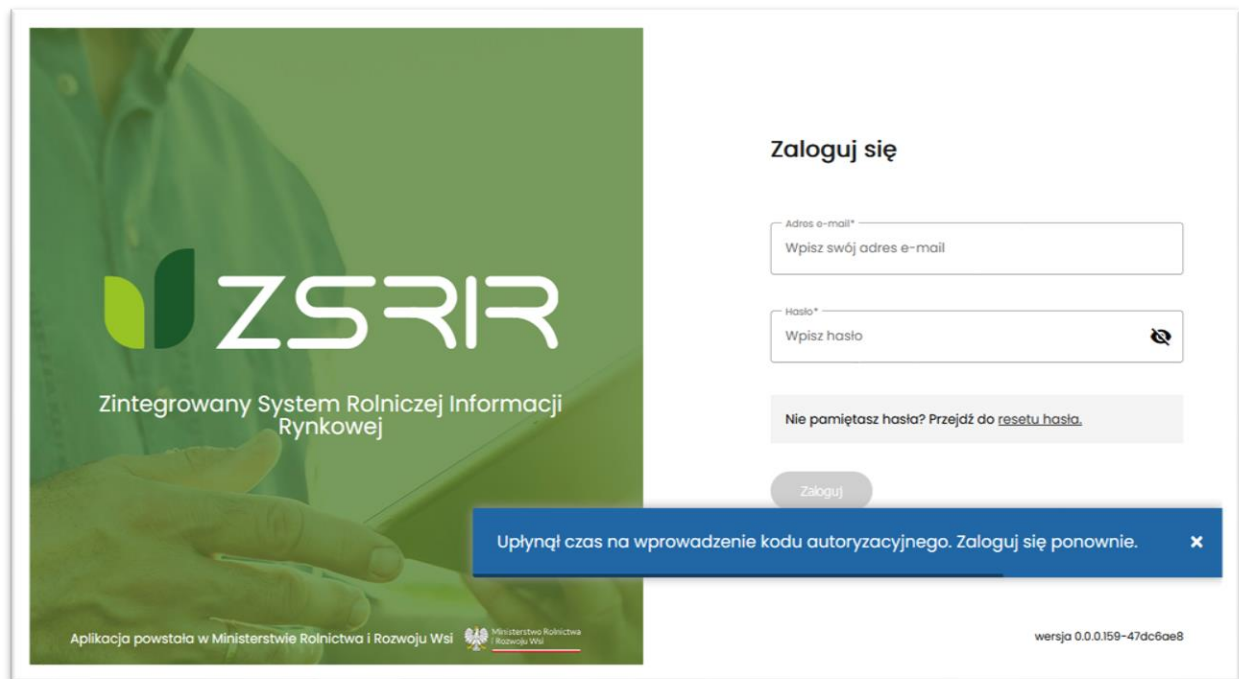 ZSRIR
Zintegrowany System Rolniczej Informacji
Rynkowej
Aplikacja powstała w Ministerstwie Rolnictwa i Rozwoju Wsi
Ministerstwo Rolnictwa
i Rozwoju Wsi
Zaloguj się
Adres e-mail*
Wpisz swój adres e-mail
Hasło*
Wpisz hasło
Nie pamiętasz hasła? Przejdź do resetu hasła.
Zaloguj
Upłynął czas na wprowadzenie kodu autoryzacyjnego. Zaloguj się ponownie.
wersja 0.0.0.159-47dc6ae8